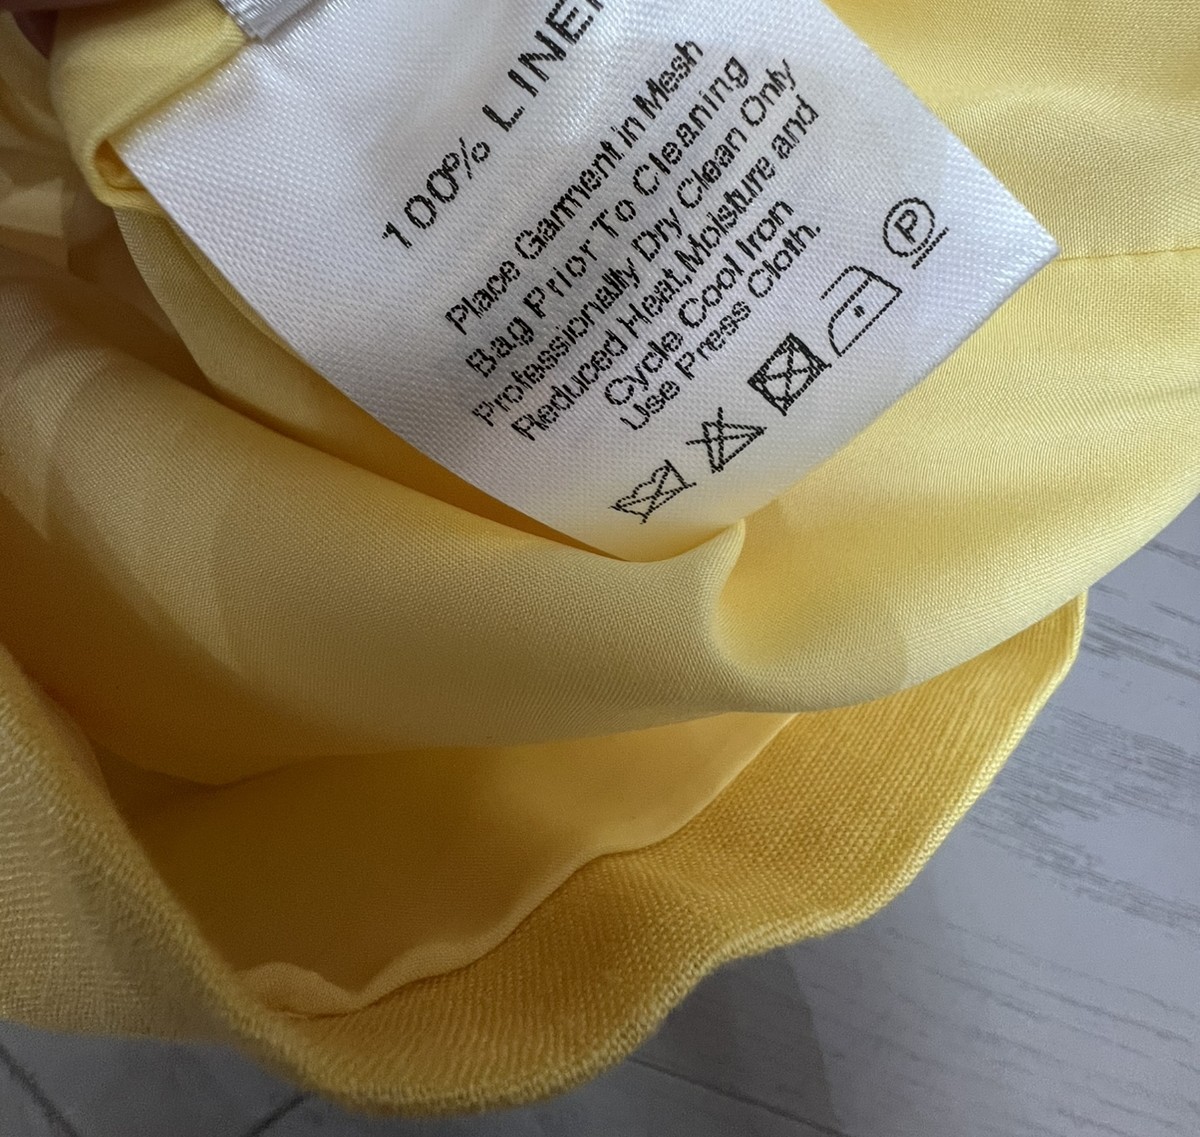 100% LINEN
Place Garment in Mesh
Bag Prior To Cleaning
Professionally Dry Clean Only
Reduced Heat,Moisture and
Cycle Cool Iron
Use Press Cloth.
P